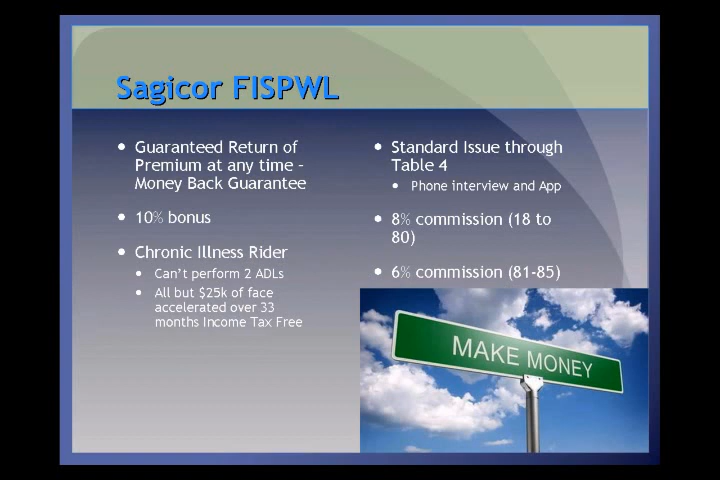 Sagicor FISPWL
• Guaranteed Return of
Premium at any time –
Money Back Guarantee
• 10% bonus
• Chronic Illness Rider
• Can't perform 2 ADLs
• All but $25k of face
accelerated over 33
months Income Tax Free
• Standard Issue through
Table 4
• Phone interview and App
• 8% commission (18 to
80)
• 6% commission (81-85)
MAKE MONEY